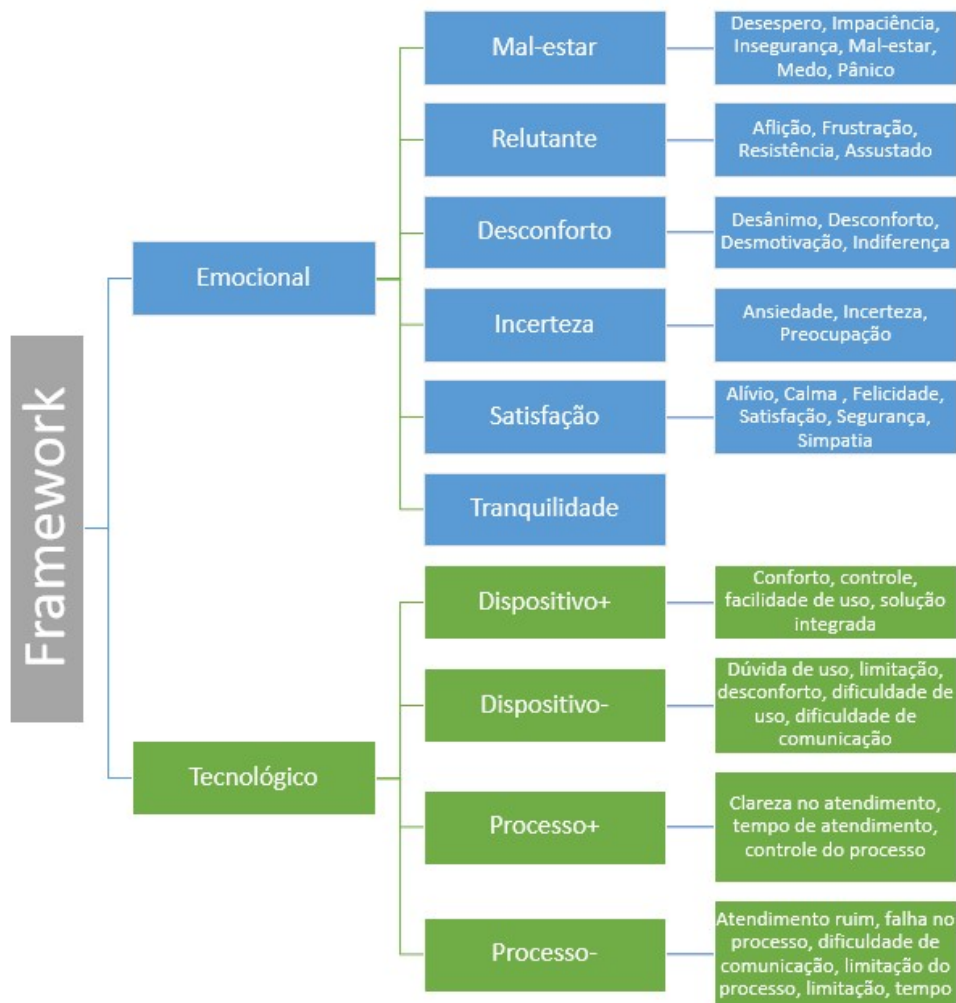 Framework
Emocional
Mal-estar
Desespero, Impaciência,
Insegurança, Mal-estar,
Medo, Pânico
Relutante
Aflição, Frustração,
Resistência, Assustado
Desconforto
Desânimo, Desconforto,
Desmotivação, Indiferença
Incerteza
Ansiedade, Incerteza,
Preocupação
Satisfação
Alívio, Calma , Felicidade,
Satisfação, Segurança,
Simpatia
Tranquilidade
Tecnológico
Dispositivo+
Conforto, controle,
facilidade de uso, solução
integrada
Dispositivo-
Dúvida de uso, limitação,
desconforto, dificuldade de
uso, dificuldade de
comunicação
Processo+
Clareza no atendimento,
tempo de atendimento,
controle do processo
Processo-
Atendimento ruim, falha no
processo, dificuldade de
comunicação, limitação do
processo, limitação, tempo